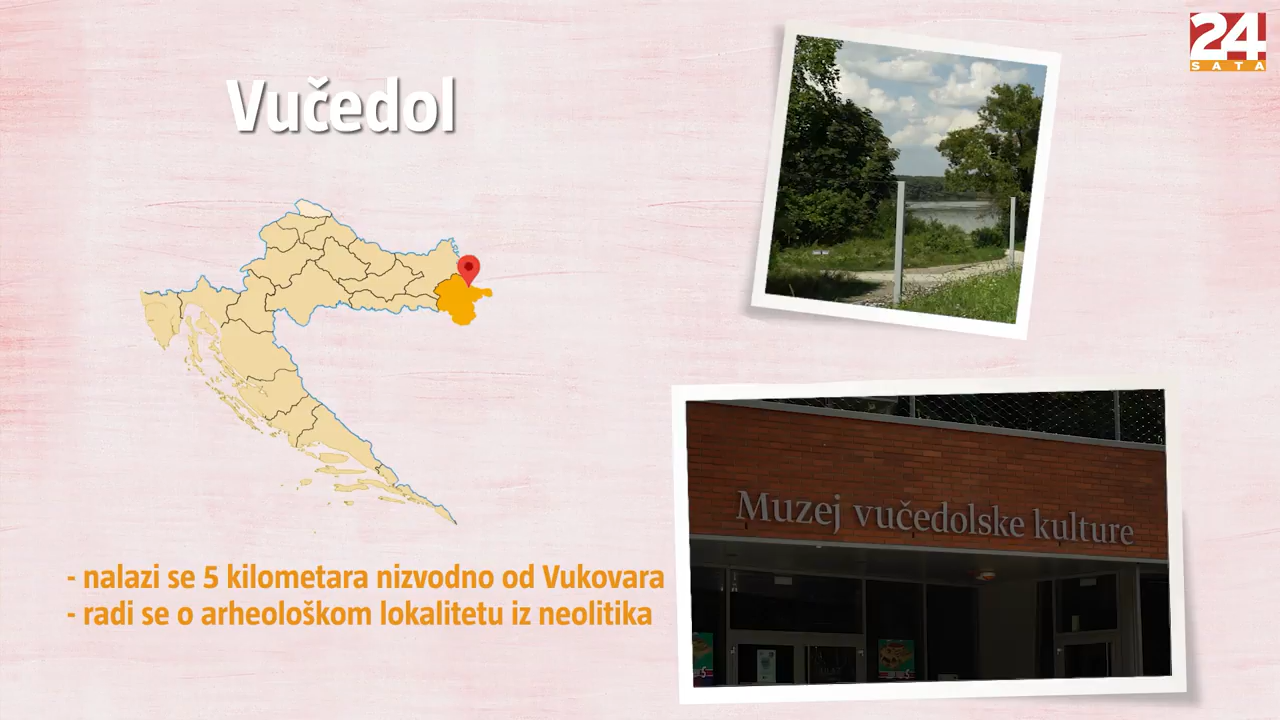 Vučedol
- nalazi se 5 kilometara nizvodno od Vukovara
- radi se o arheološkom lokalitetu iz neolitika
24
SATA
Muzej vučedolske kulture